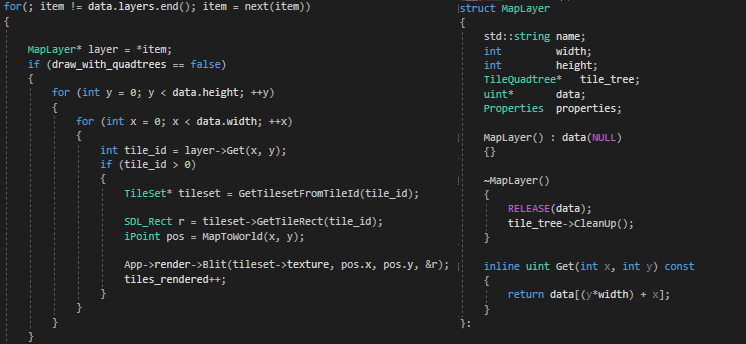 for(; item != data.layers.end(); item = next(item))
{
MapLayer* layer = *item;
if (draw_with_quadtrees == false)
{
for (int y = 0; y < data.height; ++y)
{
for (int x = 0; x < data.width; ++x)
{
int tile_id = layer->Get(x, y);
if (tile_id > 0)
{
TileSet* tileset = GetTilesetFromTileId(tile_id);
SDL_Rect r = tileset->GetTileRect(tile_id);
iPoint pos = MapToWorld(x, y);
App->render->Blit(tileset->texture, pos.x, pos.y, &r);
tiles_rendered++;
}
}
}
}
struct MapLayer
{
std::string name;
int width;
int height;
TileQuadtree* tile_tree;
uint* data;
Properties properties;
MapLayer() : data(NULL)
{}
~MapLayer()
{
RELEASE(data);
tile_tree->CleanUp();
}
inline uint Get(int x, int y) const
{
return data[(y*width) + x];
}
};